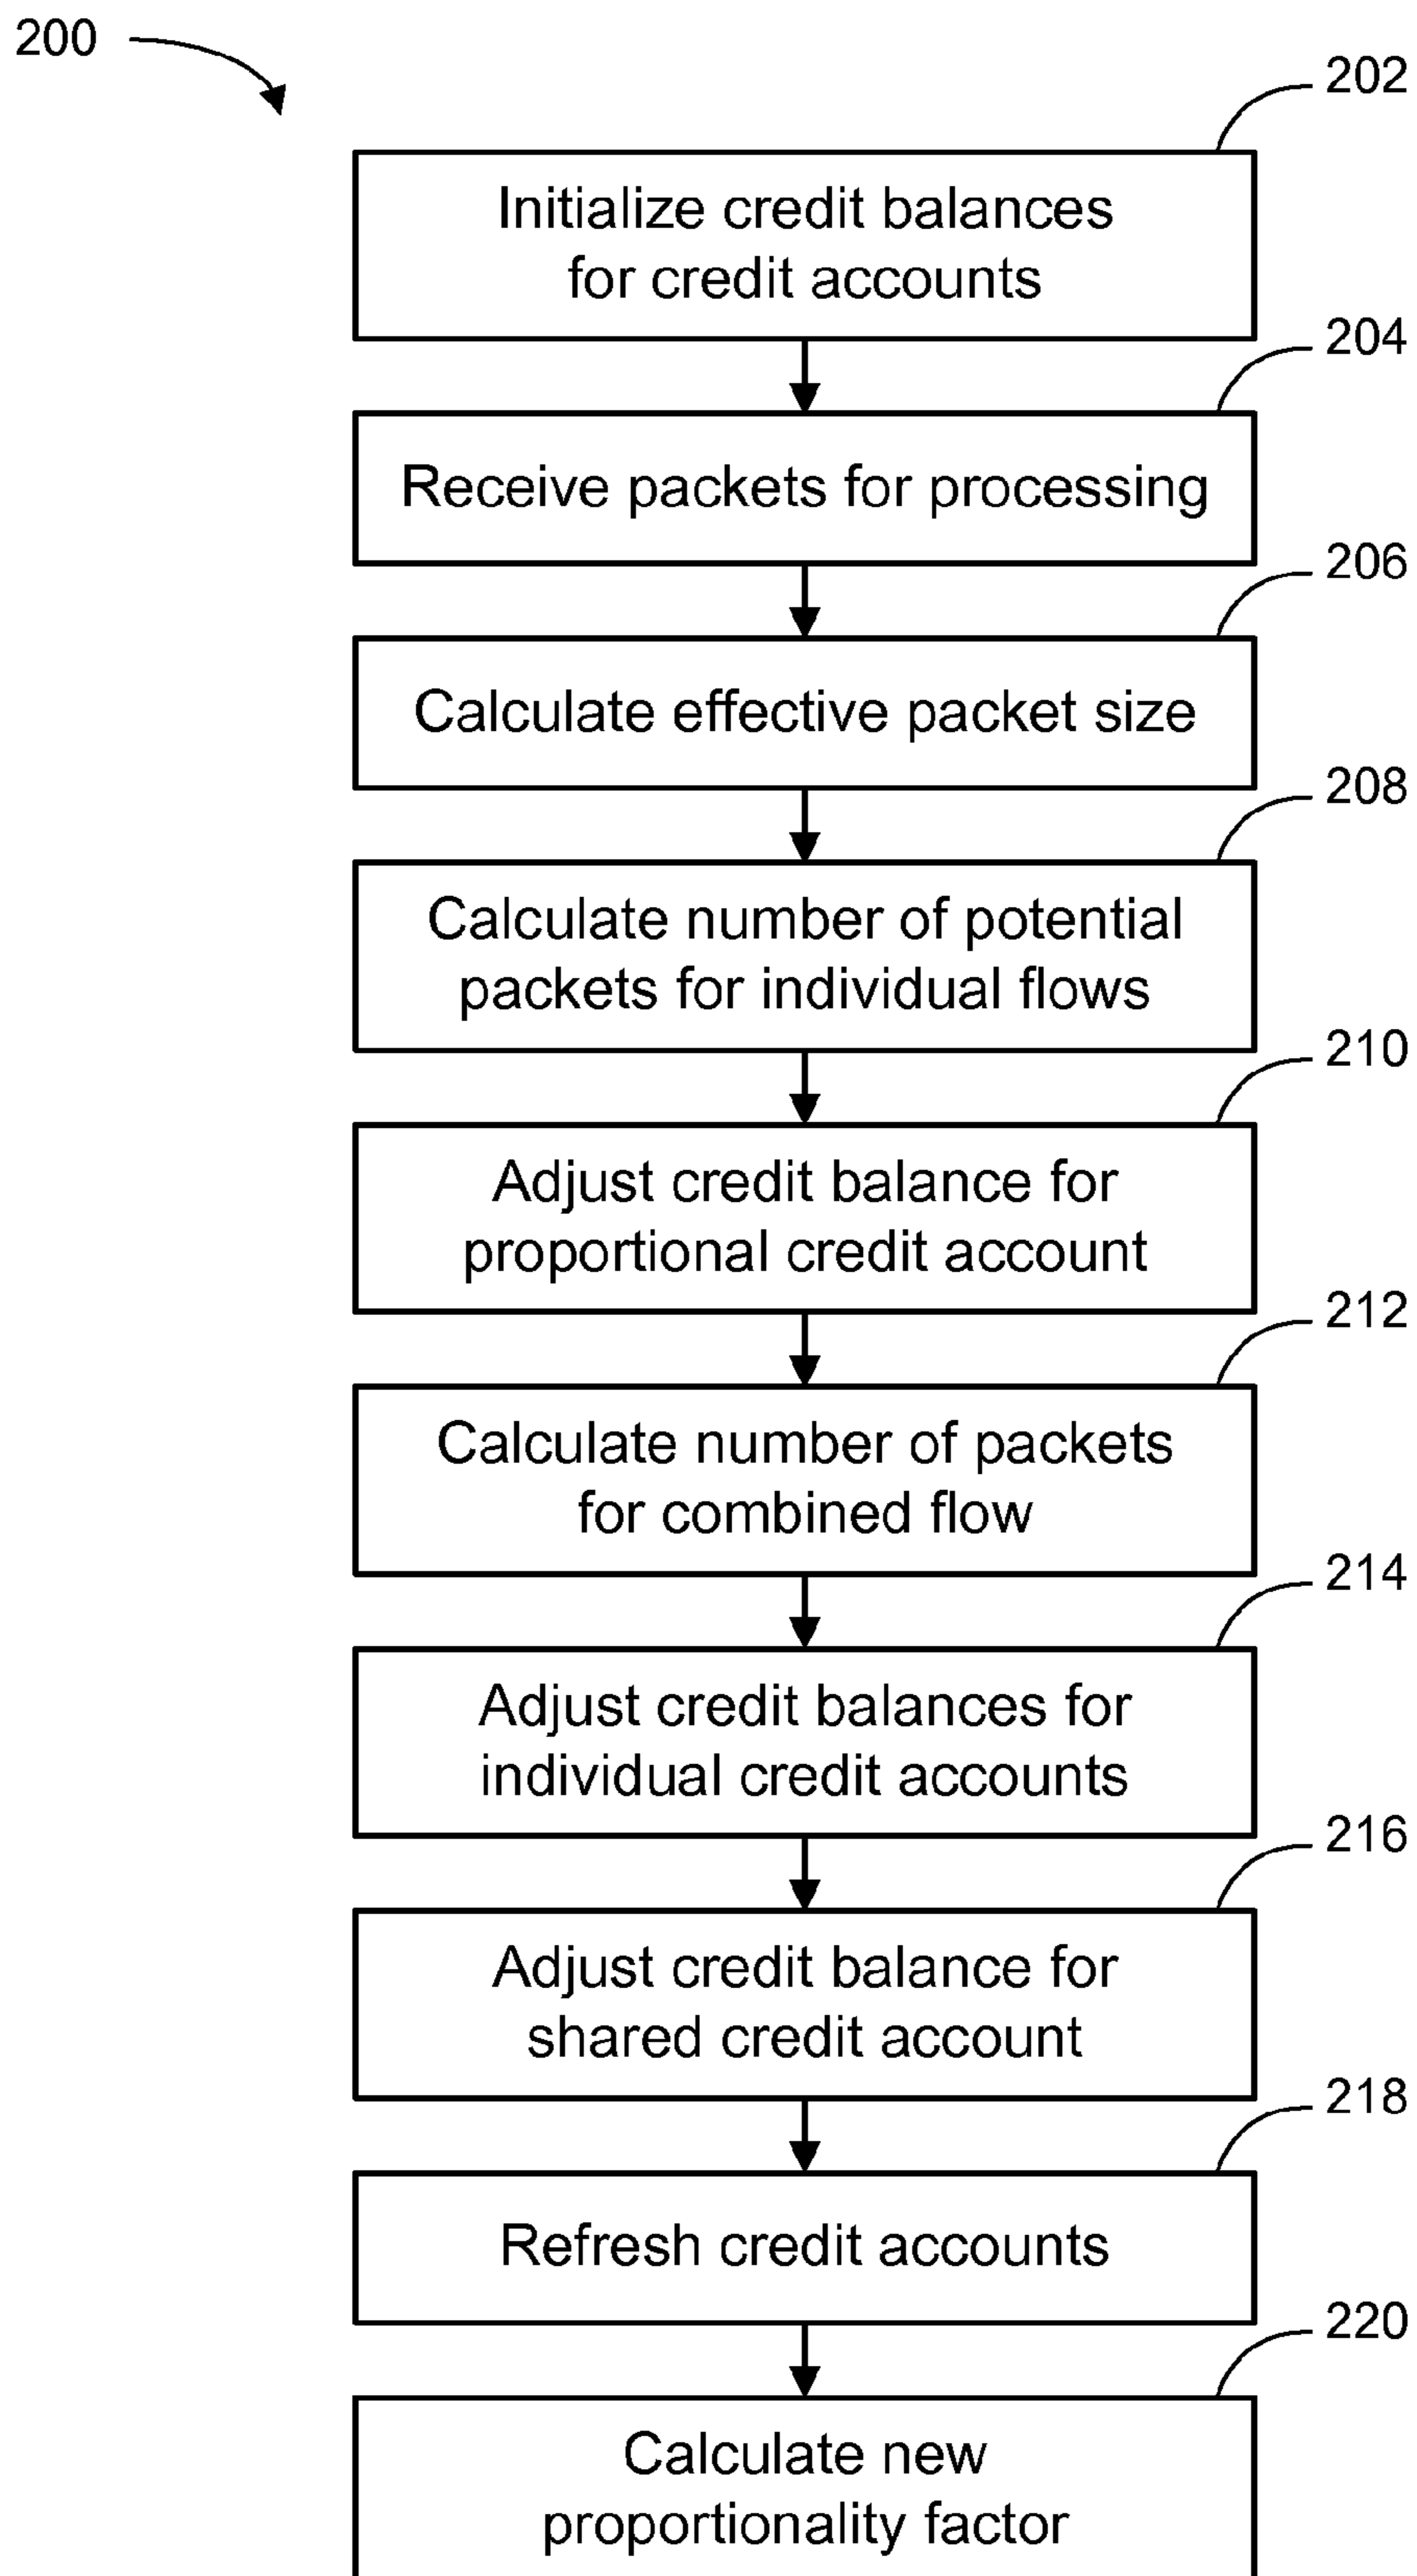 200
202
Initialize credit balances
for credit accounts
204
Receive packets for processing
206
Calculate effective packet size
208
Calculate number of potential
packets for individual flows
210
Adjust credit balance for
proportional credit account
212
Calculate number of packets
for combined flow
214
Adjust credit balances for
individual credit accounts
216
Adjust credit balance for
shared credit account
218
Refresh credit accounts
220
Calculate new
proportionality factor